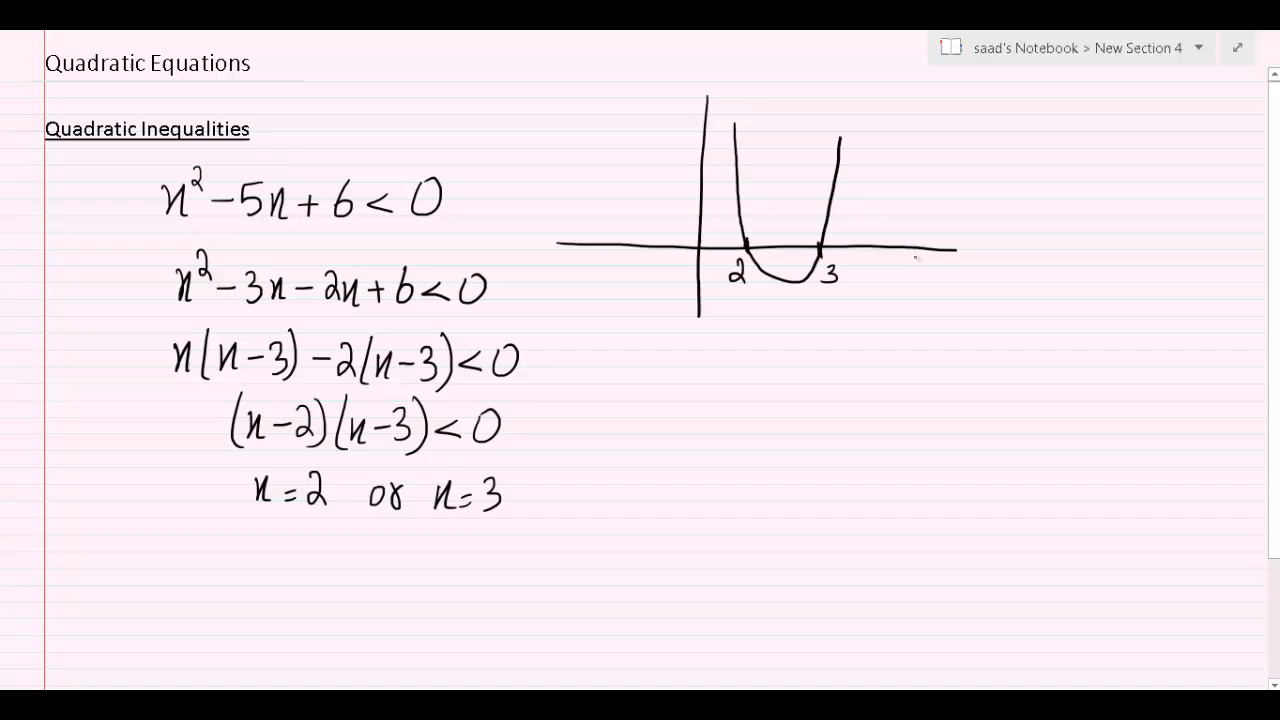 saad's Notebook > New Section 4
Quadratic Equations
Quadratic Inequalities
x² - 5x + 6 < 0
x² - 3x - 2x + 6 < 0
x(x - 3) - 2(x - 3) < 0
(x - 2)(x - 3) < 0
x = 2 or x = 3
2 3